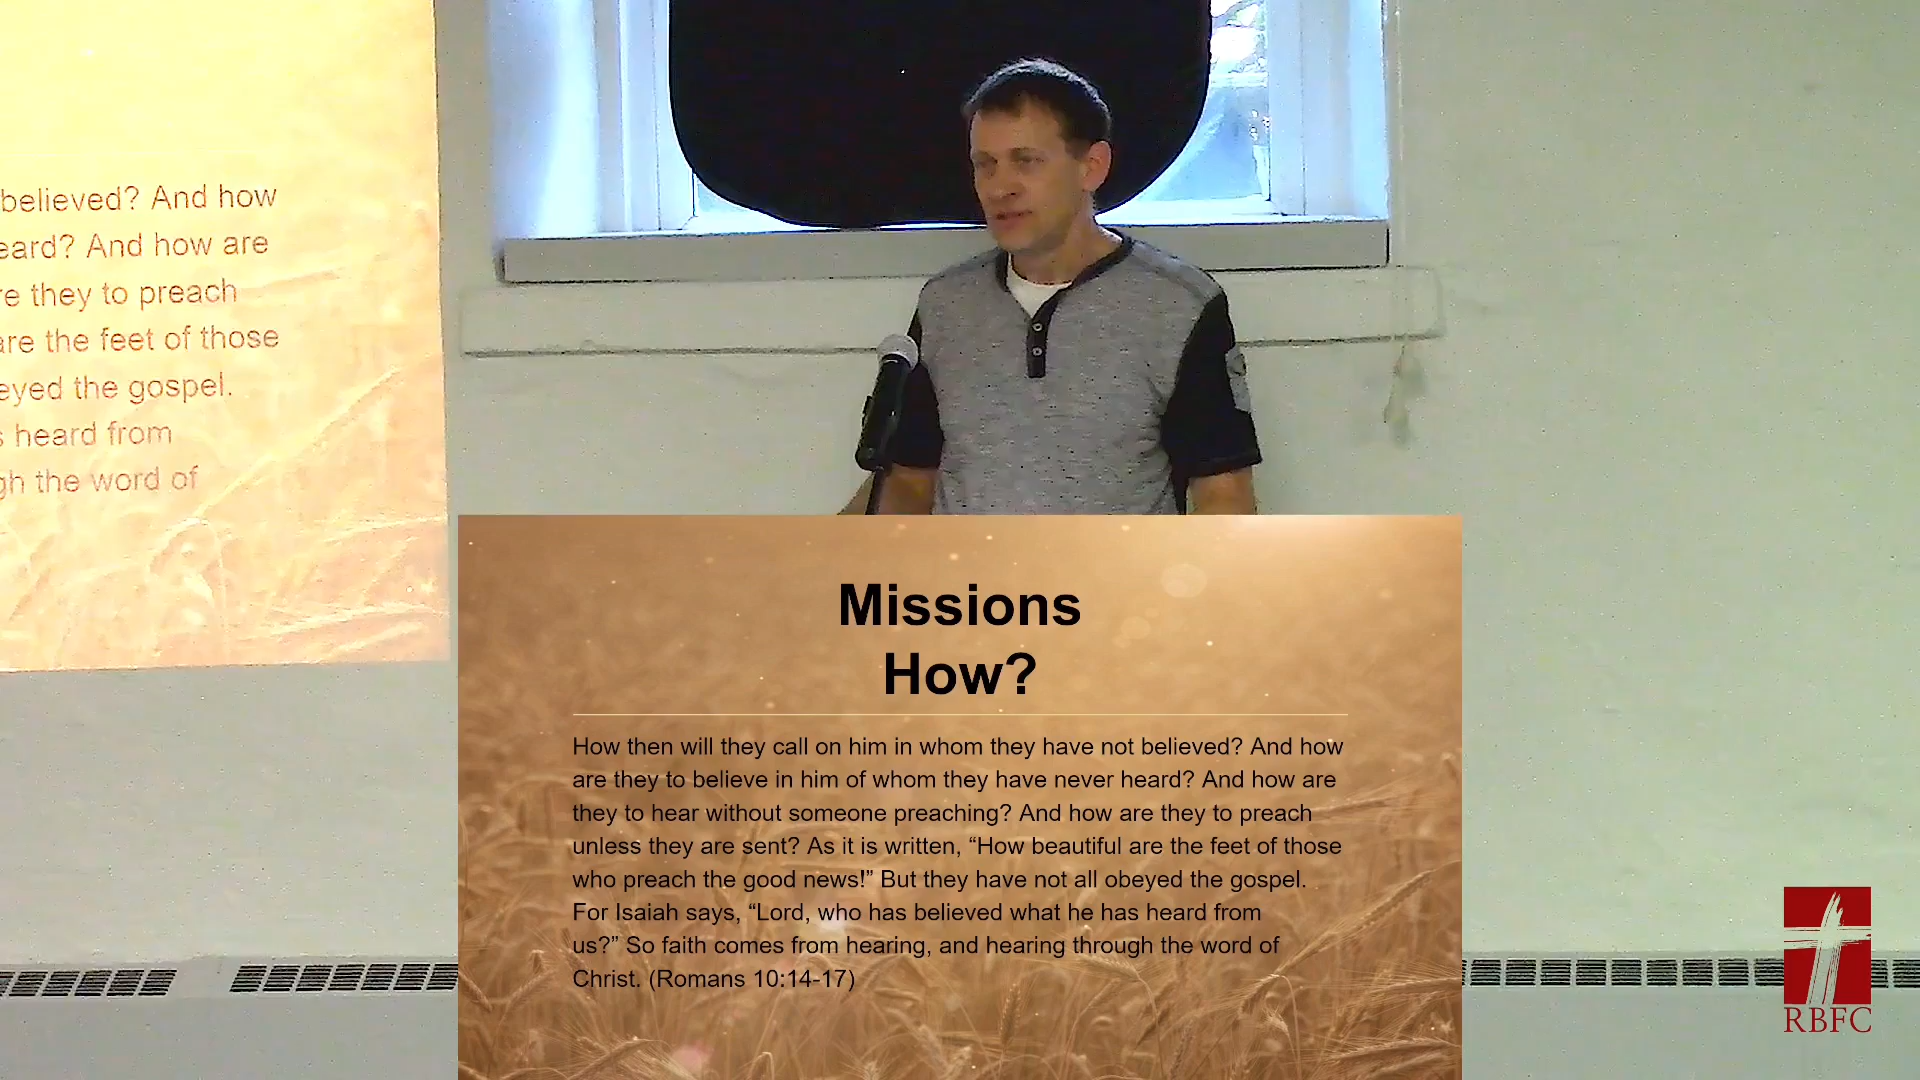 believed? And how
eard? And how are
re they to preach
are the feet of those
eyed the gospel.
s heard from
gh the word of
Missions
How?
How then will they call on him in whom they have not believed? And how
are they to believe in him of whom they have never heard? And how are
they to hear without someone preaching? And how are they to preach
unless they are sent? As it is written, “How beautiful are the feet of those
who preach the good news!” But they have not all obeyed the gospel.
For Isaiah says, “Lord, who has believed what he has heard from
us?” So faith comes from hearing, and hearing through the word of
Christ. (Romans 10:14-17)
RBFC